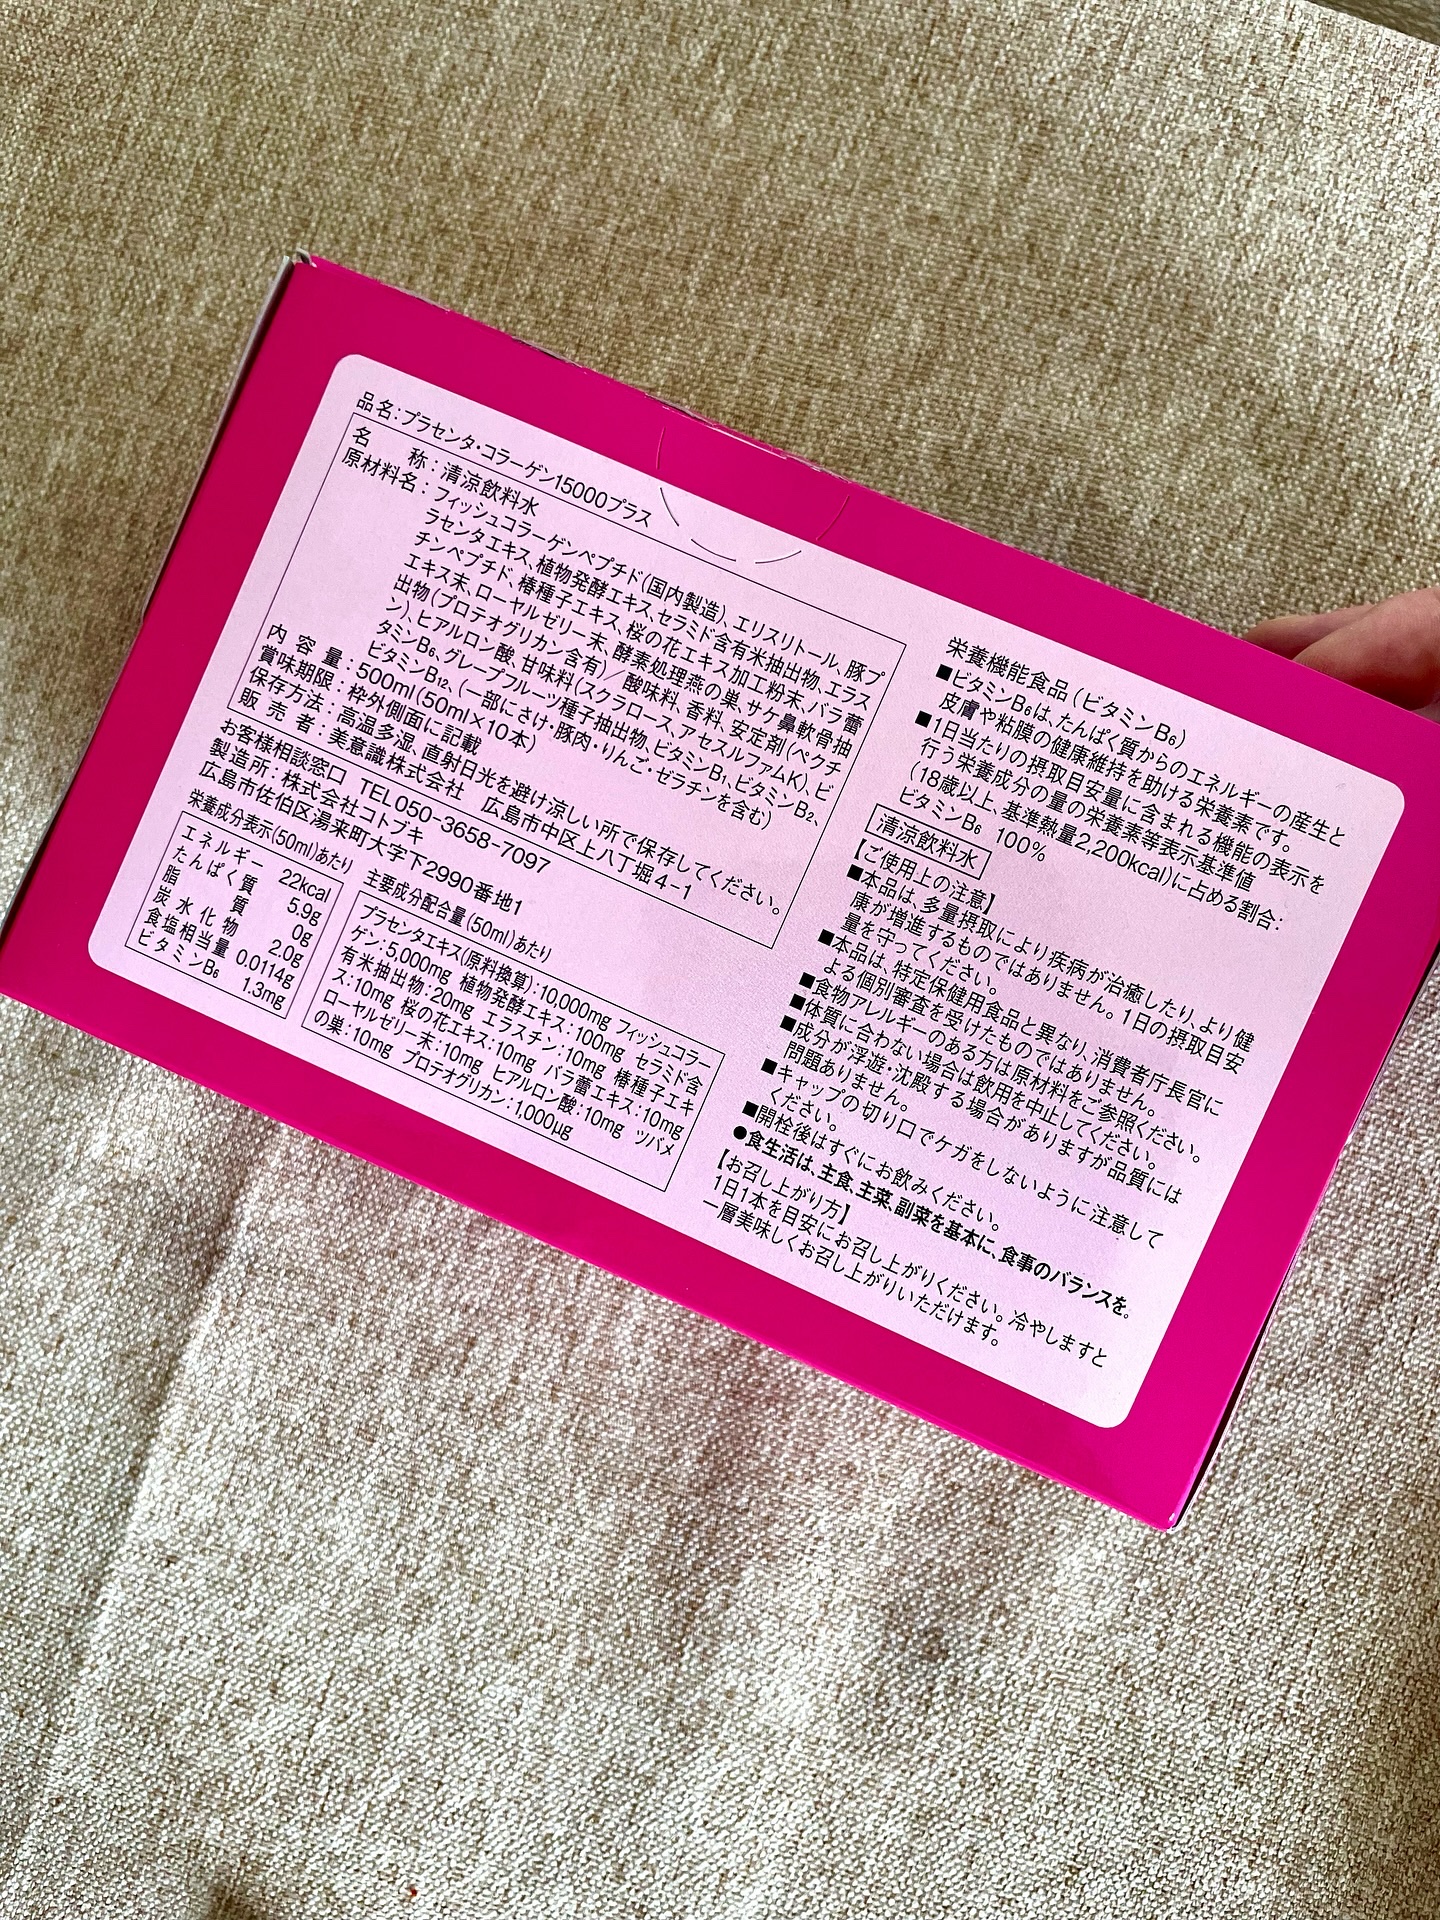 品名：プラセンタ・コラーゲン15000プラス
名　称：清涼飲料水
原材料名：フィッシュコラーゲンペプチド（国内製造）、エリスリトール、豚プ
ラセンタエキス、植物発酵エキス、セラミド含有米抽出物、エラス
チンペプチド、椿種子エキス、桜の花エキス加工粉末、バラ蕾
エキス末、ローヤルゼリー末、酵素処理燕の巣、サケ鼻軟骨抽
出物（プロテオグリカン含有）／酸味料、香料、安定剤（ペクチ
ン）、ヒアルロン酸、甘味料（スクラロース、アセスルファムK）、ビ
タミンB6、グレープフルーツ種子抽出物、ビタミンB1、ビタミンB2、
ビタミンB12、（一部にさけ・豚肉・りんご・ゼラチンを含む）
内容量：500ml（50ml×10本）
賞味期限：枠外側面に記載
保存方法：高温多湿、直射日光を避け涼しい所で保存してください。
販売者：美意識株式会社　広島市中区上八丁堀4-1
お客様相談窓口　TEL050-3658-7097
製造所：株式会社コトブキ
広島市佐伯区湯来町大字下2990番地1
栄養成分表示（50ml）あたり
エネルギー　22kcal
たんぱく質　5.9g
脂質　0g
炭水化物　2.0g
食塩相当量　0.0114g
ビタミンB6　1.3mg
主要成分配合量（50ml）あたり
プラセンタエキス（原料換算）：10,000mg　フィッシュコラー
ゲン：5,000mg　植物発酵エキス：100mg　セラミド含
有米抽出物：20mg　エラスチン：10mg　椿種子エキ
ス：10mg　桜の花エキス：10mg　バラ蕾エキス：10mg
ローヤルゼリー末：10mg　ヒアルロン酸：10mg　ツバメ
の巣：10mg　プロテオグリカン：1,000μg
栄養機能食品（ビタミンB6）
■ビタミンB6は、たんぱく質からのエネルギーの産生と
皮膚や粘膜の健康維持を助ける栄養素です。
■1日当たりの摂取目安量に含まれる機能の表示を
行う栄養成分の量の栄養素等表示基準値
（18歳以上、基準熱量2,200kcal）に占める割合：
ビタミンB6　100%
清涼飲料水
【ご使用上の注意】
■本品は、多量摂取により疾病が治癒したり、より健
康が増進するものではありません。1日の摂取目安
量を守ってください。
■本品は、特定保健用食品と異なり、消費者庁長官に
よる個別審査を受けたものではありません。
■食物アレルギーのある方は原材料をご参照ください。
■体質に合わない場合は飲用を中止してください。
■成分が浮遊・沈殿する場合がありますが品質には
問題ありません。
■キャップの切り口でケガをしないように注意して
ください。
■開栓後はすぐにお飲みください。
●食生活は、主食、主菜、副菜を基本に、食事のバランスを。
【お召し上がり方】
1日1本を目安にお召し上がりください。冷やしますと
一層美味しくお召し上がりいただけます。